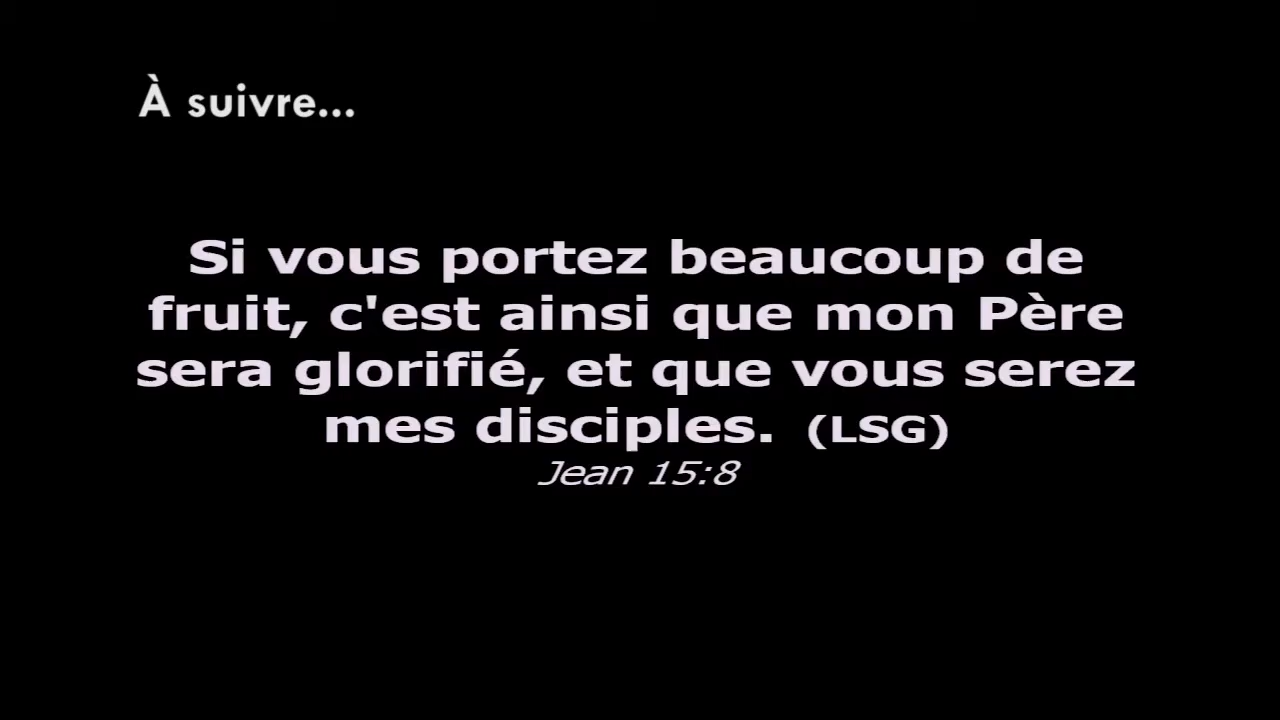 À suivre...
Si vous portez beaucoup de
fruit, c'est ainsi que mon Père
sera glorifié, et que vous serez
mes disciples. (LSG)
Jean 15:8